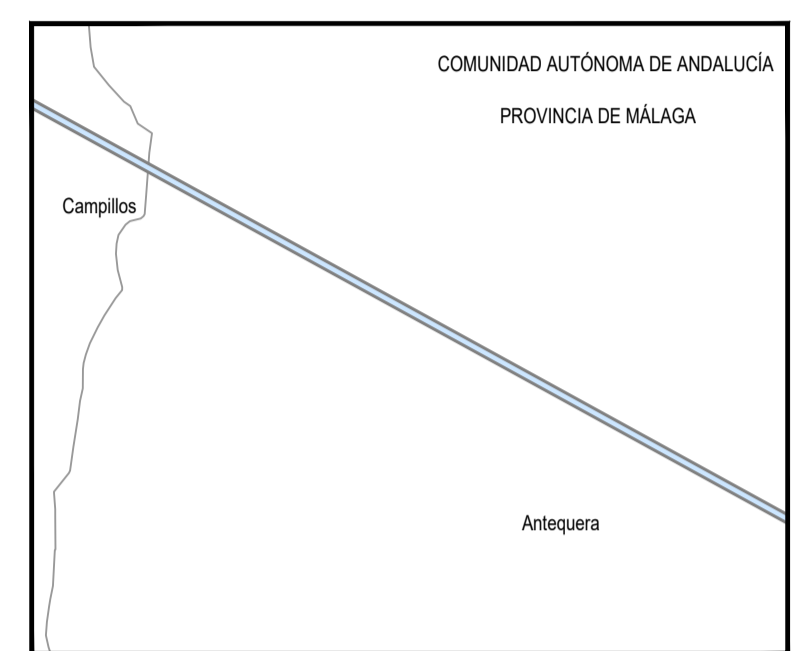 COMUNIDAD AUTÓNOMA DE ANDALUCÍA
PROVINCIA DE MÁLAGA
Campillos
Antequera